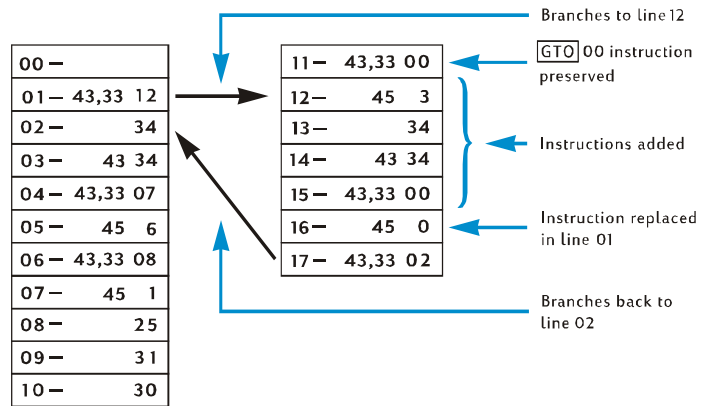 Branches to line 12
GTO 00 instruction
preserved
Instructions added
Instruction replaced
in line 01
Branches back to
line 02
00–
01– 43,33 12
02– 34
03– 43 34
04– 43,33 07
05– 45 6
06– 43,33 08
07– 45 1
08– 25
09– 31
10– 30
11– 43,33 00
12– 45 3
13– 34
14– 43 34
15– 43,33 00
16– 45 0
17– 43,33 02